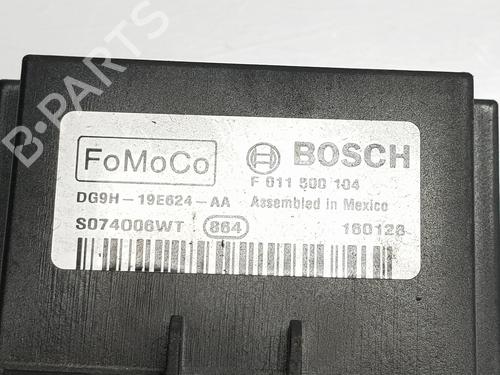 B-PARTS
FoMoCo BOSCH
F 011 500 104
DG9H-19E624-AA Assembled in Mexico
S074006WT 864 160128